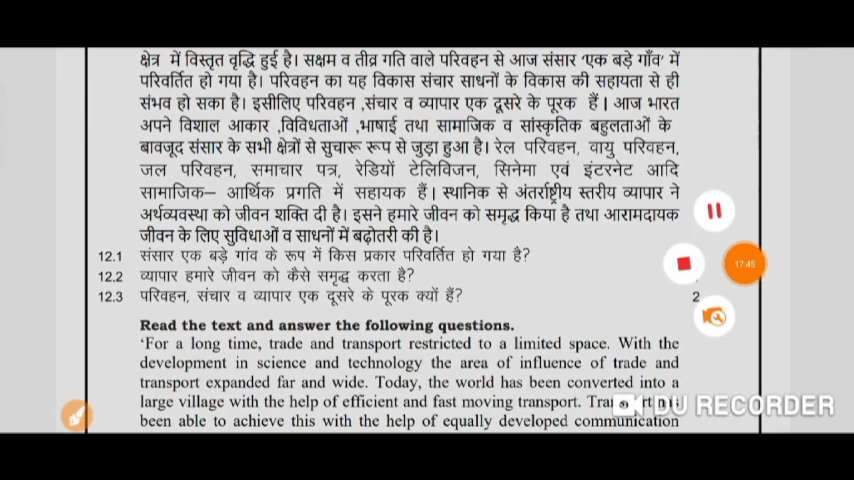 क्षेत्र में विस्तृत वृद्धि हुई है। सक्षम व तीव्र गति वाले परिवहन से आज संसार 'एक बड़े गाँव' में
परिवर्तित हो गया है। परिवहन का यह विकास संचार साधनों के विकास की सहायता से ही
संभव हो सका है। इसीलिए परिवहन ,संचार व व्यापार एक दूसरे के पूरक हैं | आज भारत
अपने विशाल आकार ,विविधताओं ,भाषाई तथा सामाजिक व सांस्कृतिक बहुलताओं के
बावजूद संसार के सभी क्षेत्रों से सुचारू रूप से जुड़ा हुआ है। रेल परिवहन, वायु परिवहन,
जल परिवहन, समाचार पत्र, रेडियों टेलिविजन, सिनेमा एवं इंटरनेट आदि
सामाजिक– आर्थिक प्रगति में सहायक हैं | स्थानिक से अंतर्राष्ट्रीय स्तरीय व्यापार ने
अर्थव्यवस्था को जीवन शक्ति दी है। इसने हमारे जीवन को समृद्ध किया है तथा आरामदायक
जीवन के लिए सुविधाओं व साधनों में बढ़ोतरी की है।
12.1 संसार एक बड़े गांव के रूप में किस प्रकार परिवर्तित हो गया है?
12.2 व्यापार हमारे जीवन को कैसे समृद्ध करता है?
12.3 परिवहन, संचार व व्यापार एक दूसरे के पूरक क्यों हैं? 2
17:45
Read the text and answer the following questions.
'For a long time, trade and transport restricted to a limited space. With the
development in science and technology the area of influence of trade and
transport expanded far and wide. Today, the world has been converted into a
large village with the help of efficient and fast moving transport.
been able to achieve this with the help of equally developed communication
DU RECORDER